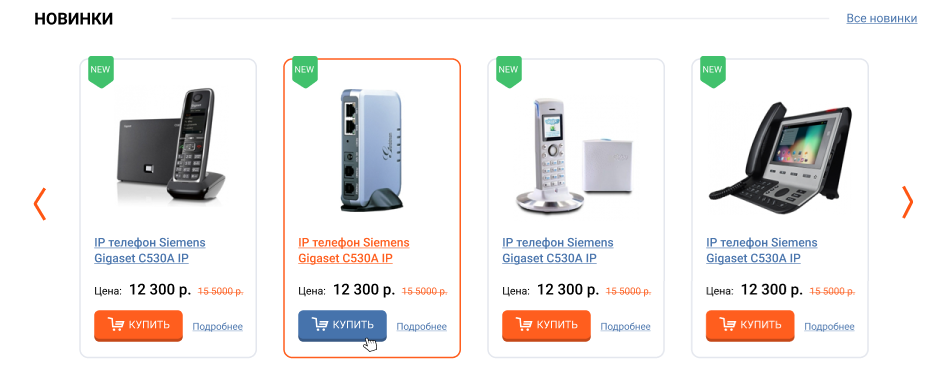 НОВИНКИ
Все новинки
NEW
NEW
NEW
NEW
IP телефон Siemens
Gigaset C530A IP
IP телефон Siemens
Gigaset C530A IP
IP телефон Siemens
Gigaset C530A IP
IP телефон Siemens
Gigaset C530A IP
Цена: 12 300 р. 15 5000 р.
Цена: 12 300 р. 15 5000 р.
Цена: 12 300 р. 15 5000 р.
Цена: 12 300 р. 15 5000 р.
КУПИТЬ Подробнее
КУПИТЬ Подробнее
КУПИТЬ Подробнее
КУПИТЬ Подробнее